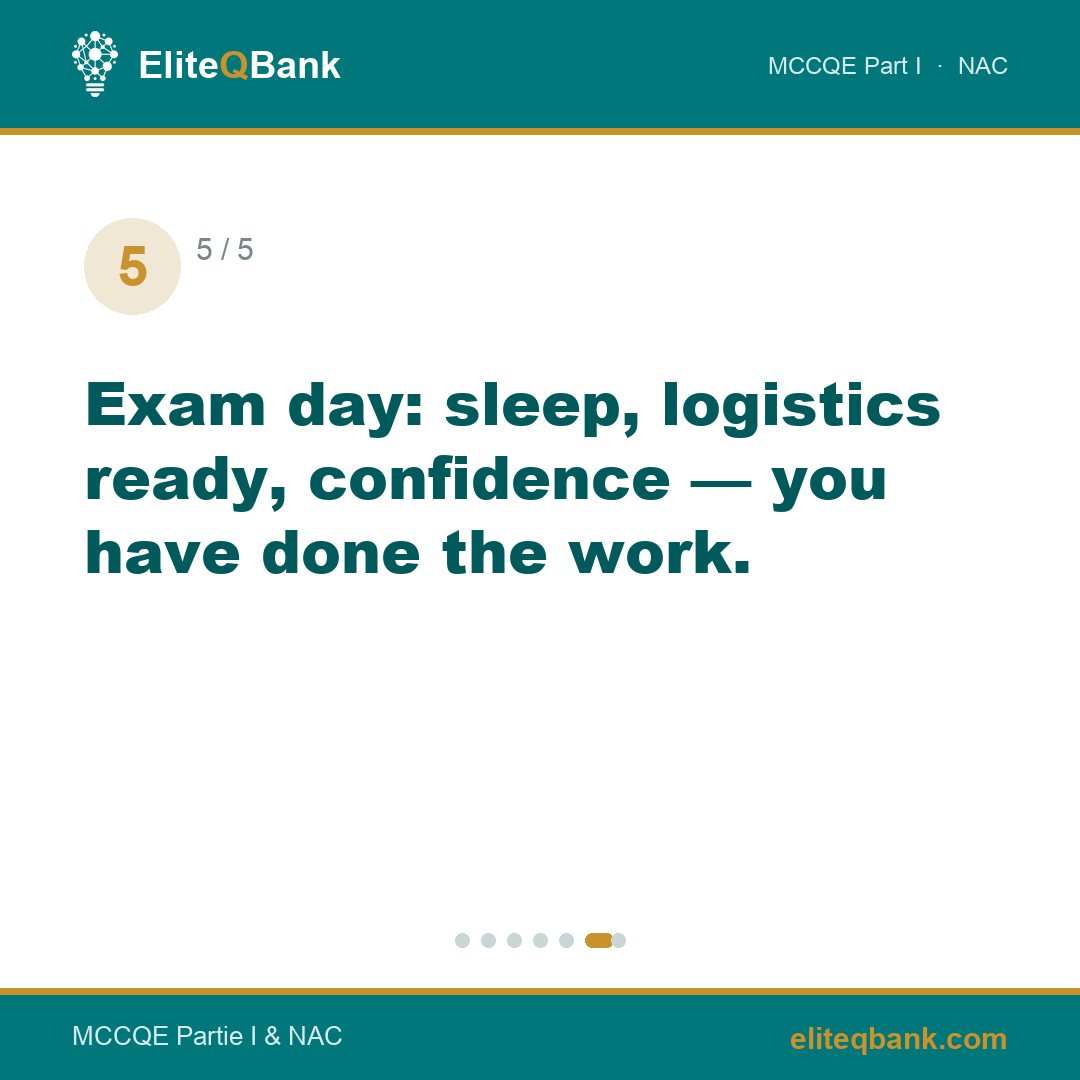 EliteQBank
MCCQE Part I · NAC
5
5 / 5
Exam day: sleep, logistics
ready, confidence — you
have done the work.
MCCQE Partie I & NAC
eliteqbank.com